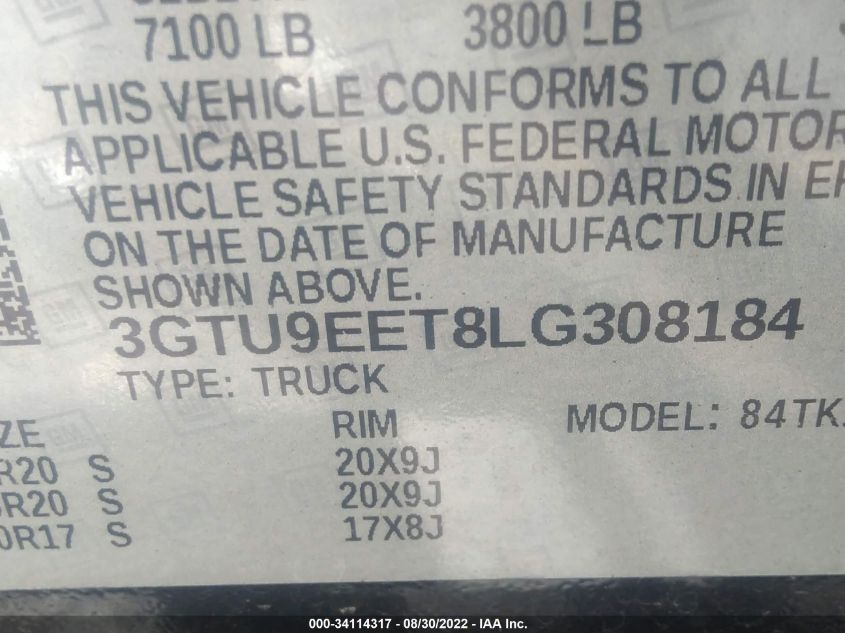 7100 LB 3800 LB
THIS VEHICLE CONFORMS TO ALL
APPLICABLE U.S. FEDERAL MOTOR
VEHICLE SAFETY STANDARDS IN
ON THE DATE OF MANUFACTURE
SHOWN ABOVE.
3GTU9EET8LG308184
TYPE: TRUCK
RIM MODEL: 84TK
R20 S 20X9J
R20 S 20X9J
0R17 S 17X8J
000-34114317 - 08/30/2022 - IAA Inc.